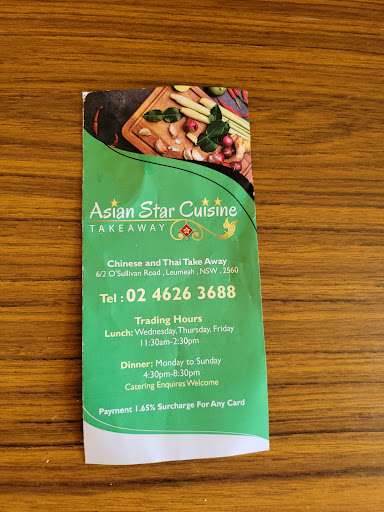 Asian Star Cuisine
TAKEAWAY
Chinese and Thai Take Away
6/2 O'Sullivan Road , Leumeah , NSW , 2560
Tel : 02 4626 3688
Trading Hours
Lunch: Wednesday, Thursday, Friday
11:30am-2:30pm
Dinner: Monday to Sunday
4:30pm-8:30pm
Catering Enquires Welcome
Payment 1.65% Surcharge For Any Card